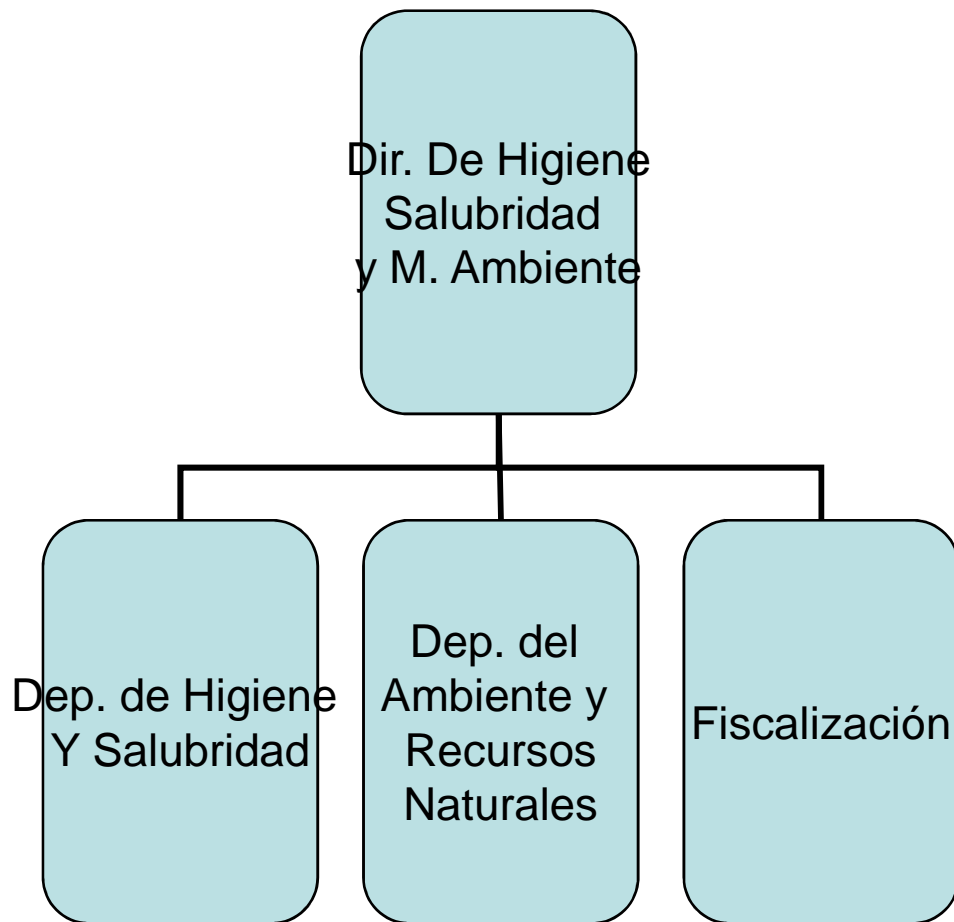 Dir. De Higiene
Salubridad
y M. Ambiente
Dep. de Higiene
Y Salubridad
Dep. del
Ambiente y
Recursos
Naturales
Fiscalización